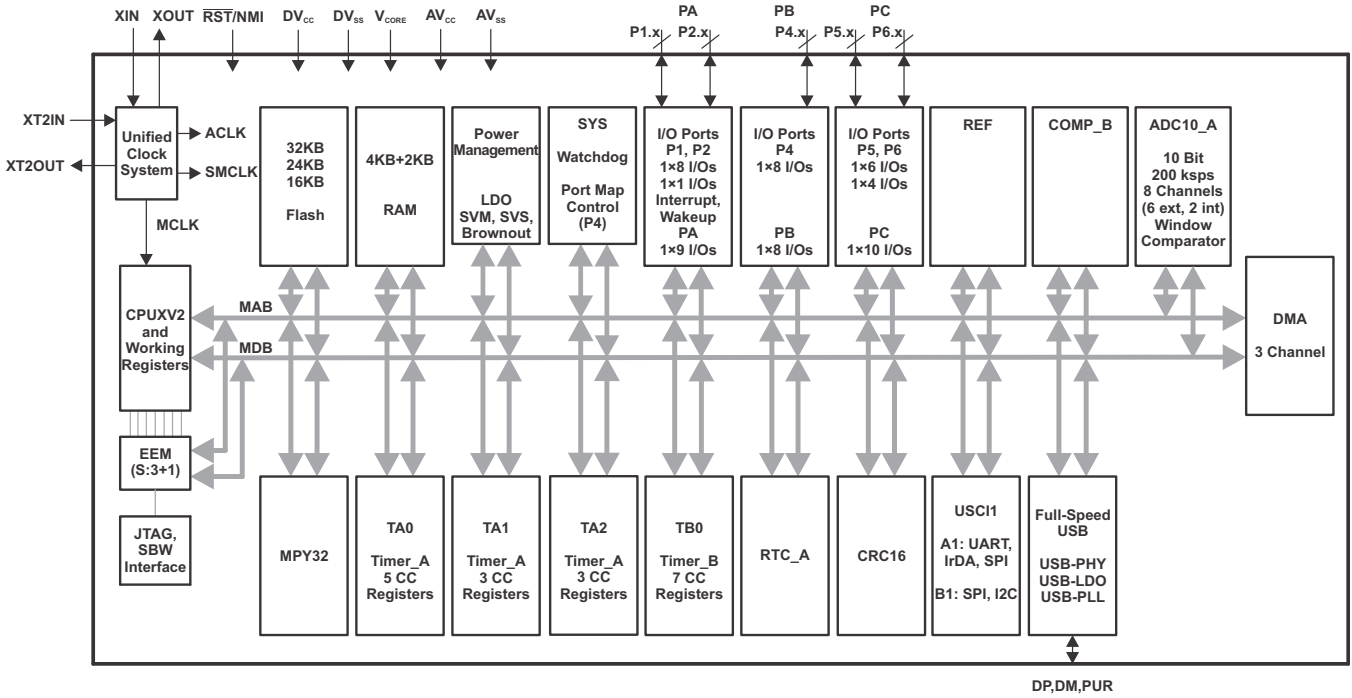 XIN XOUT RST/NMI DVCC DVSS VCORE AVCC AVSS
PA PB PC
P1.x P2.x P4.x P5.x P6.x
XT2IN
XT2OUT
Unified
Clock
System
ACLK
SMCLK
MCLK
32KB
24KB
16KB
Flash
4KB+2KB
RAM
Power
Management
LDO
SVM, SVS,
Brownout
SYS
Watchdog
Port Map
Control
(P4)
I/O Ports
P1, P2
1×8 I/Os
1×1 I/Os
Interrupt,
Wakeup
PA
1×9 I/Os
I/O Ports
P4
1×8 I/Os
PB
1×8 I/Os
I/O Ports
P5, P6
1×6 I/Os
1×4 I/Os
PC
1×10 I/Os
REF
COMP_B
ADC10_A
10 Bit
200 ksps
8 Channels
(6 ext, 2 int)
Window
Comparator
CPUXV2
and
Working
Registers
MAB
MDB
DMA
3 Channel
EEM
(S:3+1)
JTAG,
SBW
Interface
MPY32
TA0
Timer_A
5 CC
Registers
TA1
Timer_A
3 CC
Registers
TA2
Timer_A
3 CC
Registers
TB0
Timer_B
7 CC
Registers
RTC_A
CRC16
USCI1
A1: UART,
IrDA, SPI
B1: SPI, I2C
Full-Speed
USB
USB-PHY
USB-LDO
USB-PLL
DP,DM,PUR